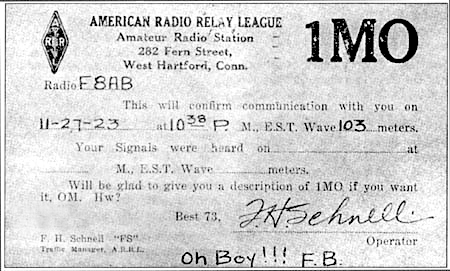 ARRL
AMERICAN RADIO RELAY LEAGUE
Amateur Radio Station
282 Fern Street,
West Hartford, Conn.
1MO
Radio F8AB
This will confirm communication with you on
11-27-23 at 10 38 P. M., E.S.T. Wave 103 meters.
Your Signals were heard on at
M., E.S.T. Wave meters.
Will be glad to give you a description of 1MO if you want
it, OM. Hw?
Best 73, F.H.Schnell
F. H. Schnell "FS" Operator
Traffic Manager, A.R.R.L.
Oh Boy!!! F.B.